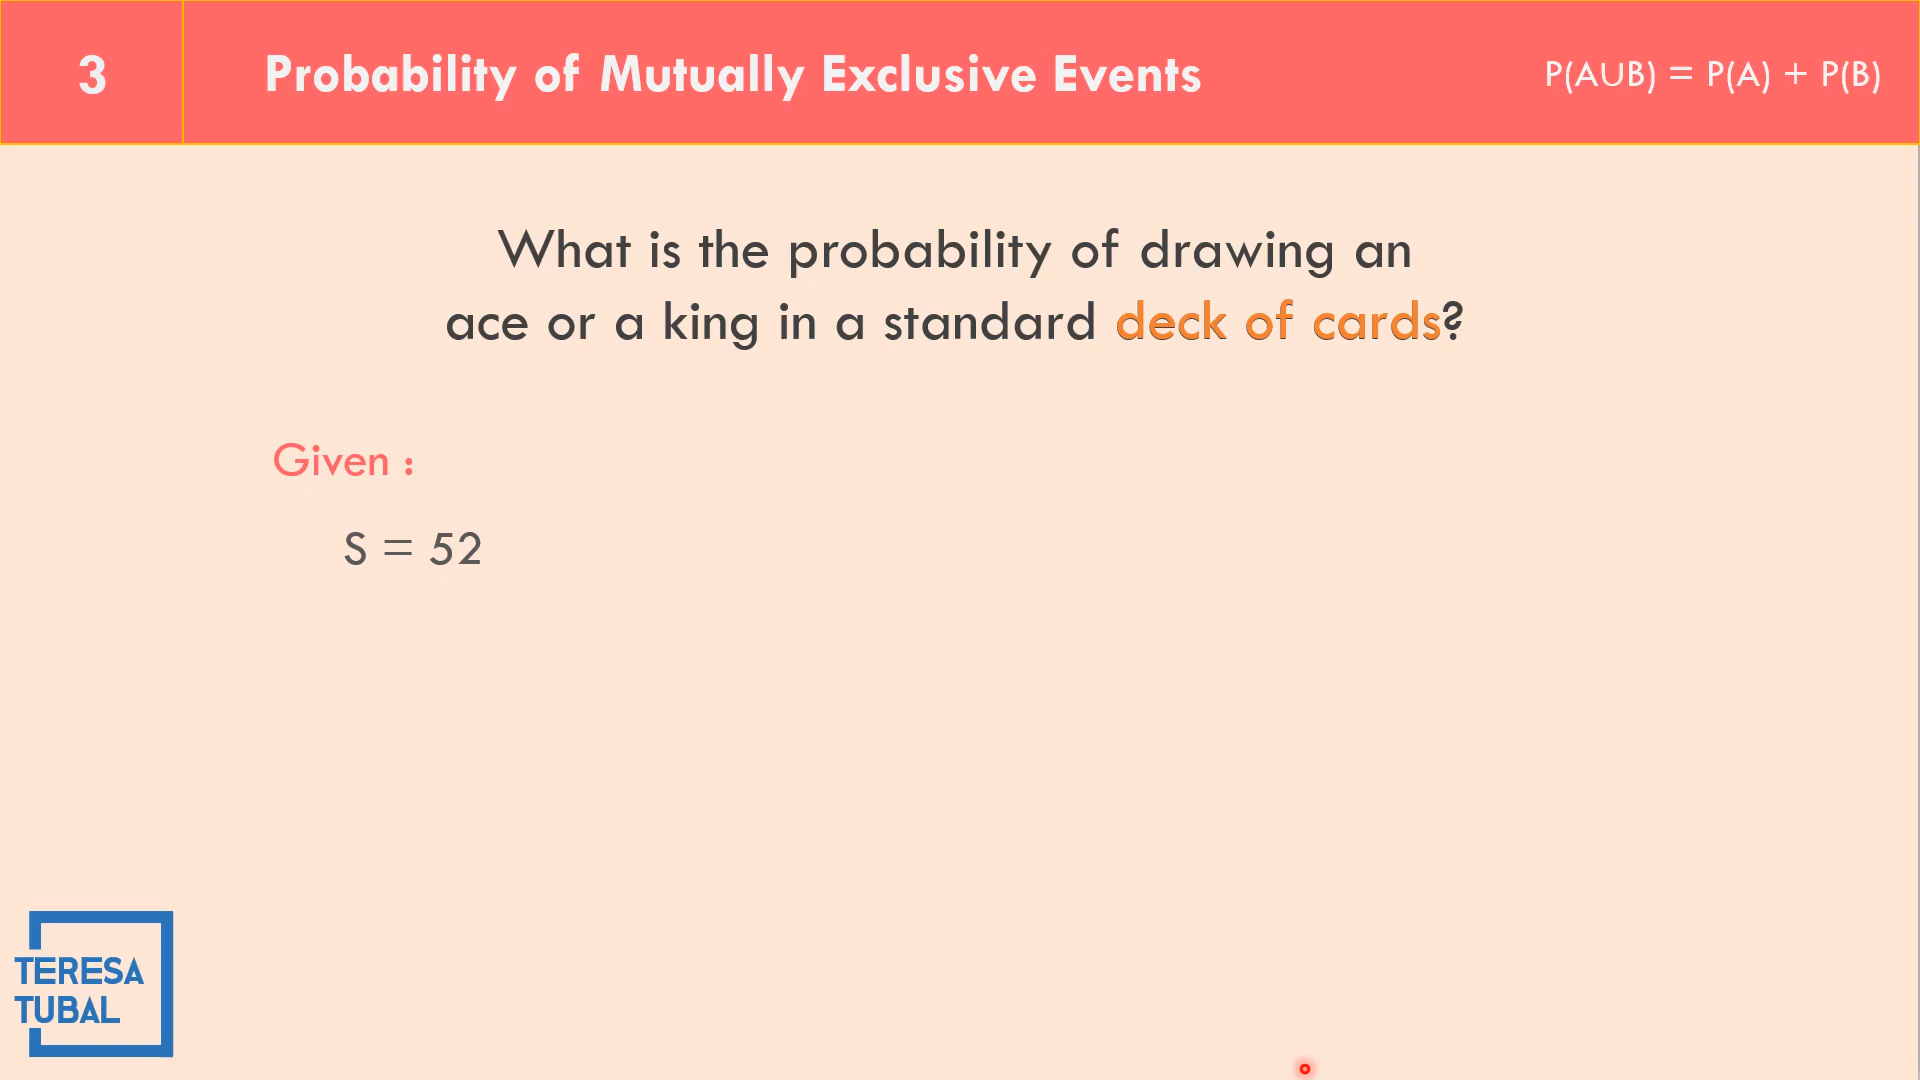 3
Probability of Mutually Exclusive Events
P(AUB) = P(A) + P(B)
What is the probability of drawing an
ace or a king in a standard deck of cards?
Given :
S = 52
TERESA
TUBAL